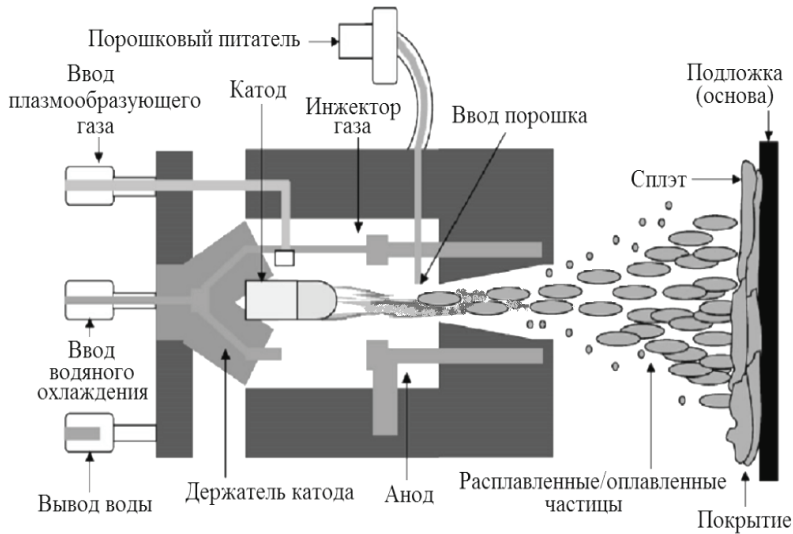 Порошковый питатель
Ввод
плазмообразующего
газа
Катод
Инжектор
газа
Ввод порошка
Подложка
(основа)
Сплэт
Ввод
водяного
охлаждения
Вывод воды
Держатель катода
Анод
Расплавленные/оплавленные
частицы
Покрытие